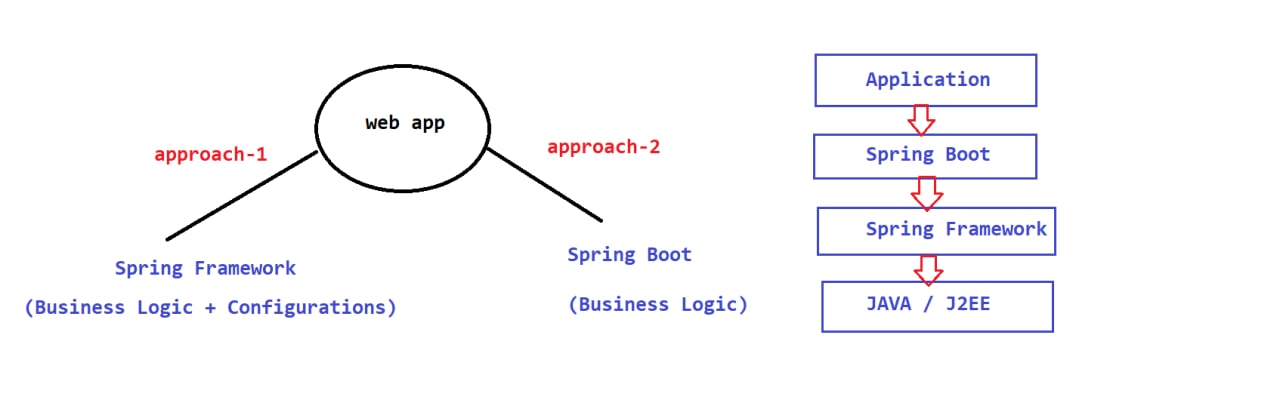 web app
approach-1
approach-2
Spring Framework
(Business Logic + Configurations)
Spring Boot
(Business Logic)
Application
Spring Boot
Spring Framework
JAVA / J2EE